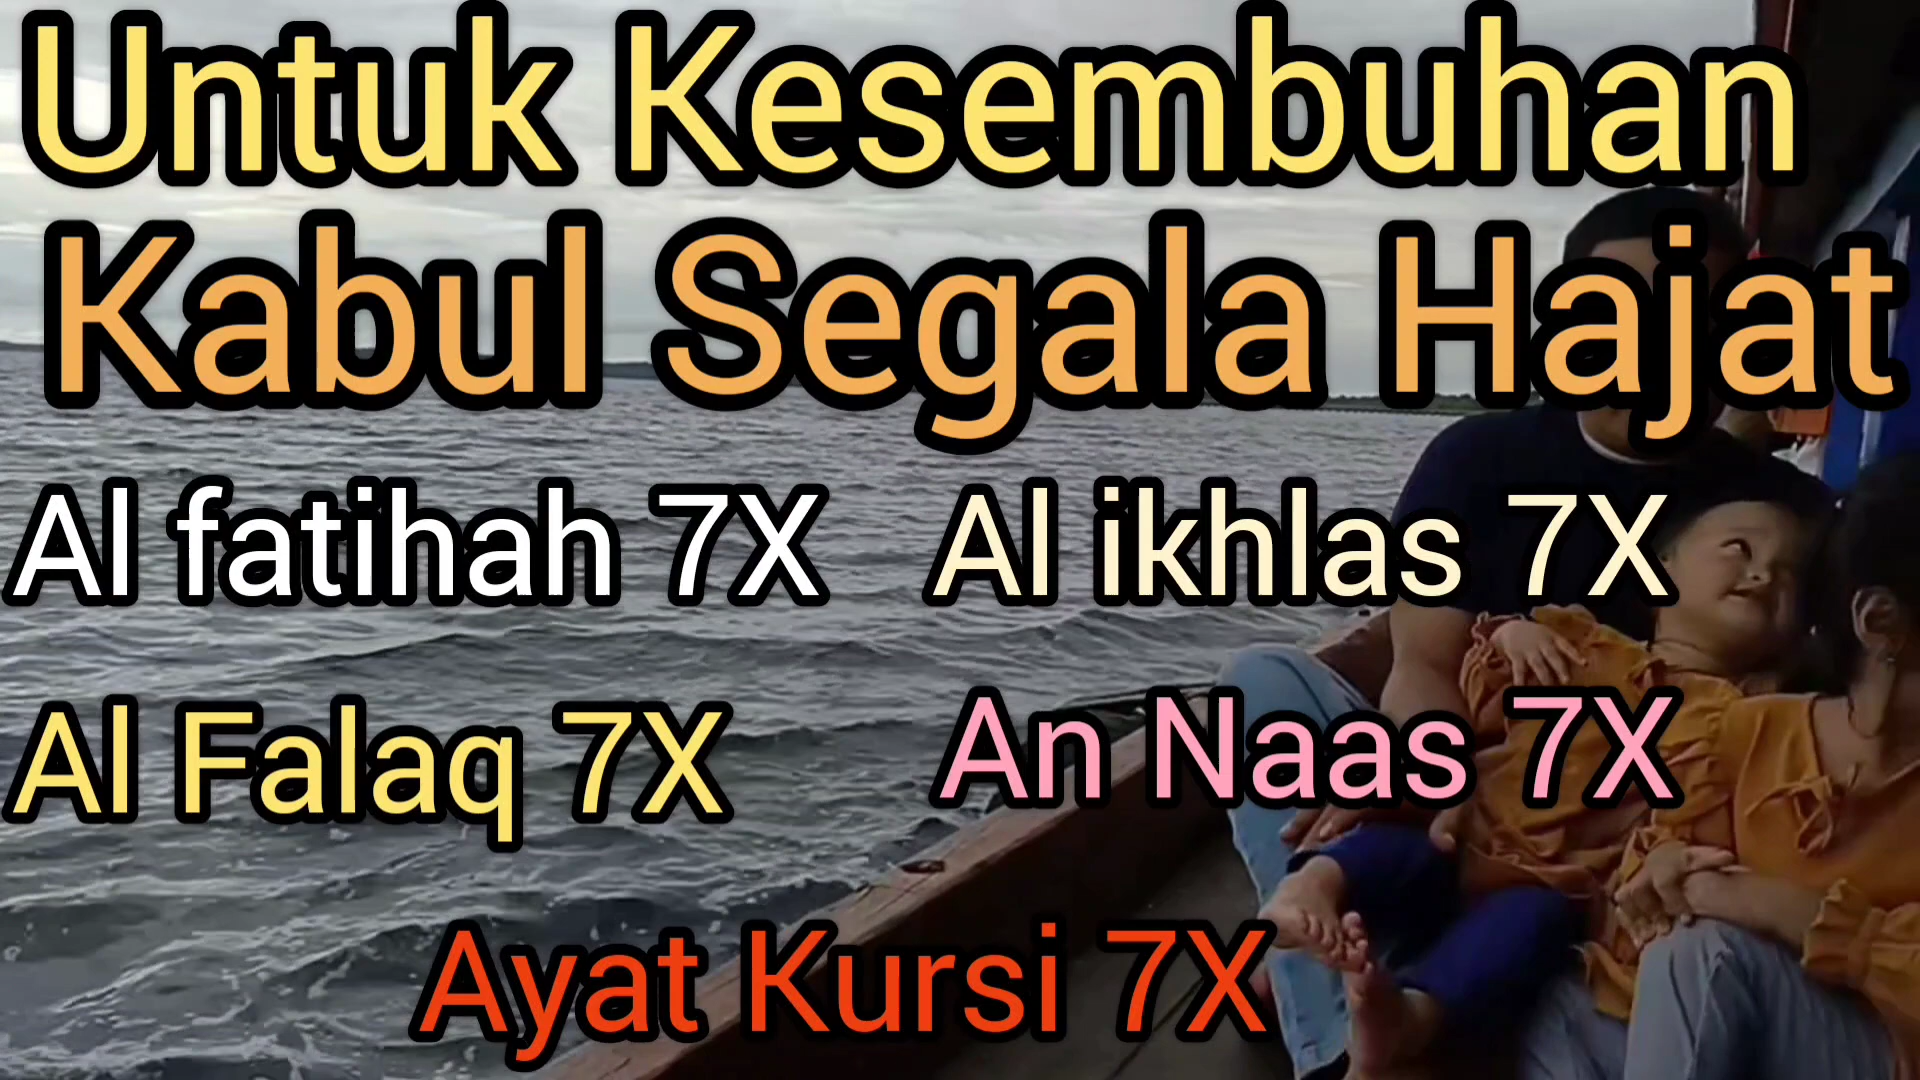 Untuk Kesembuhan
Kabul Segala Hajat
Al fatihah 7X
Al ikhlas 7X
Al Falaq 7X
An Naas 7X
Ayat Kursi 7X